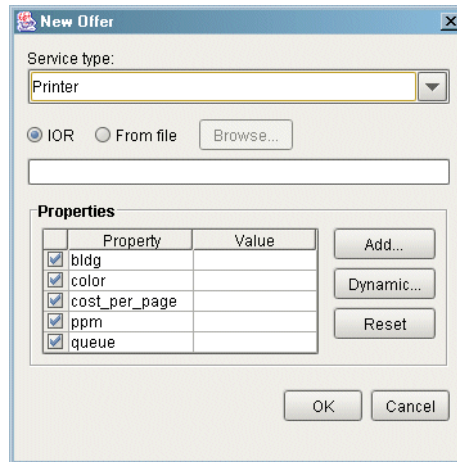 New Offer
Service type:
Printer
IOR From file Browse...
Properties
Property Value
bldg
color
cost_per_page
ppm
queue
Add...
Dynamic...
Reset
OK Cancel